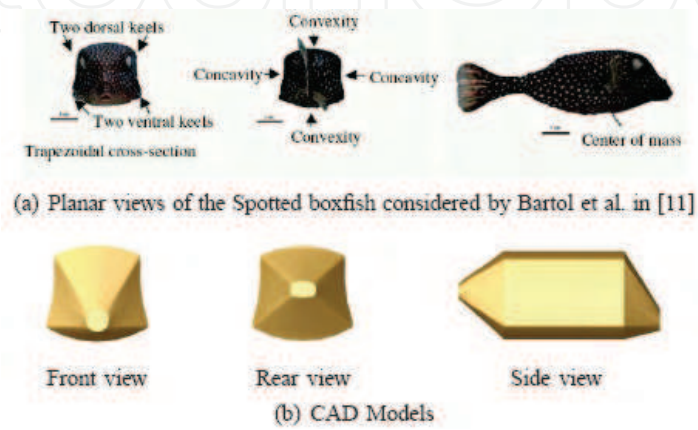 Two dorsal keels
Convexity
Concavity
Concavity
Two ventral keels
Convexity
Trapezoidal cross-section
Center of mass
(a) Planar views of the Spotted boxfish considered by Bartol et al. in [11]
Front view
Rear view
Side view
(b) CAD Models